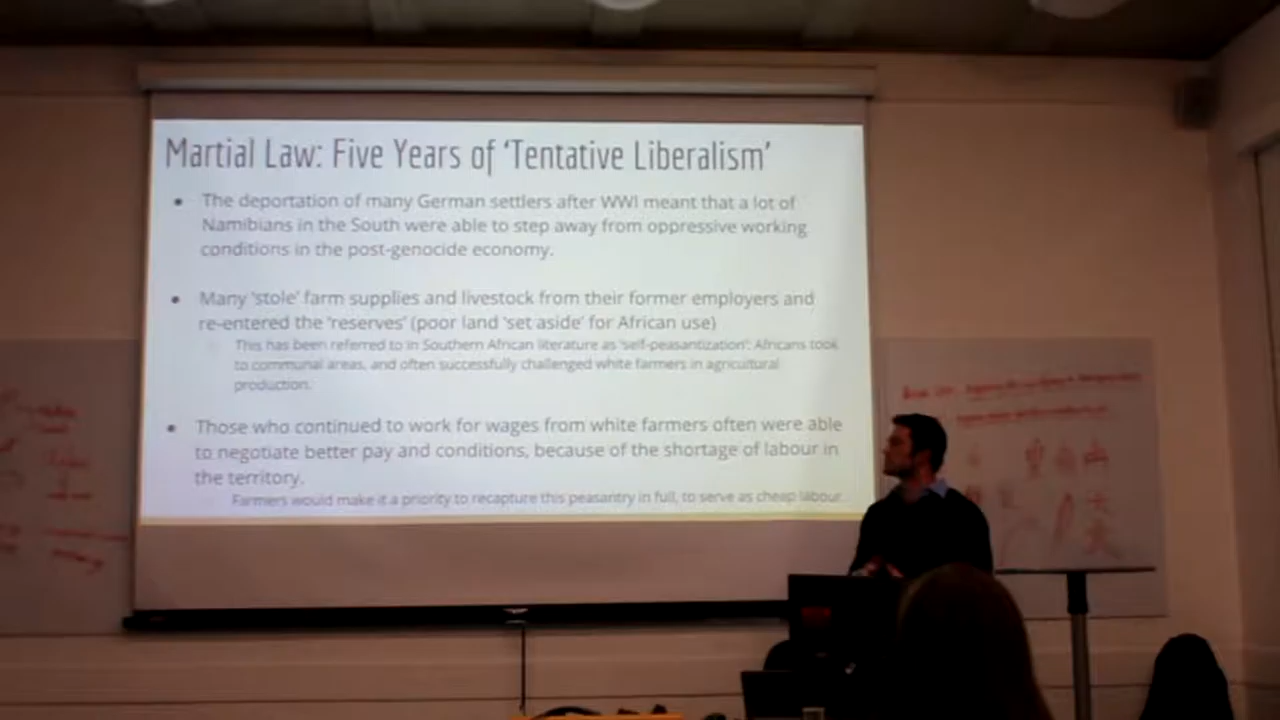 Martial Law: Five Years of 'Tentative Liberalism'
● The deportation of many German settlers after WWI meant that a lot of
Namibians in the South were able to step away from oppressive working
conditions in the post-genocide economy.
● Many 'stole' farm supplies and livestock from their former employers and
re-entered the 'reserves' (poor land 'set aside' for African use)
This has been referred to in Southern African literature as 'self-peasantization': Africans took
to communal areas, and often successfully challenged white farmers in agricultural
production.
● Those who continued to work for wages from white farmers often were able
to negotiate better pay and conditions, because of the shortage of labour in
the territory.
Farmers would make it a priority to recapture this peasantry in full, to serve as cheap labour